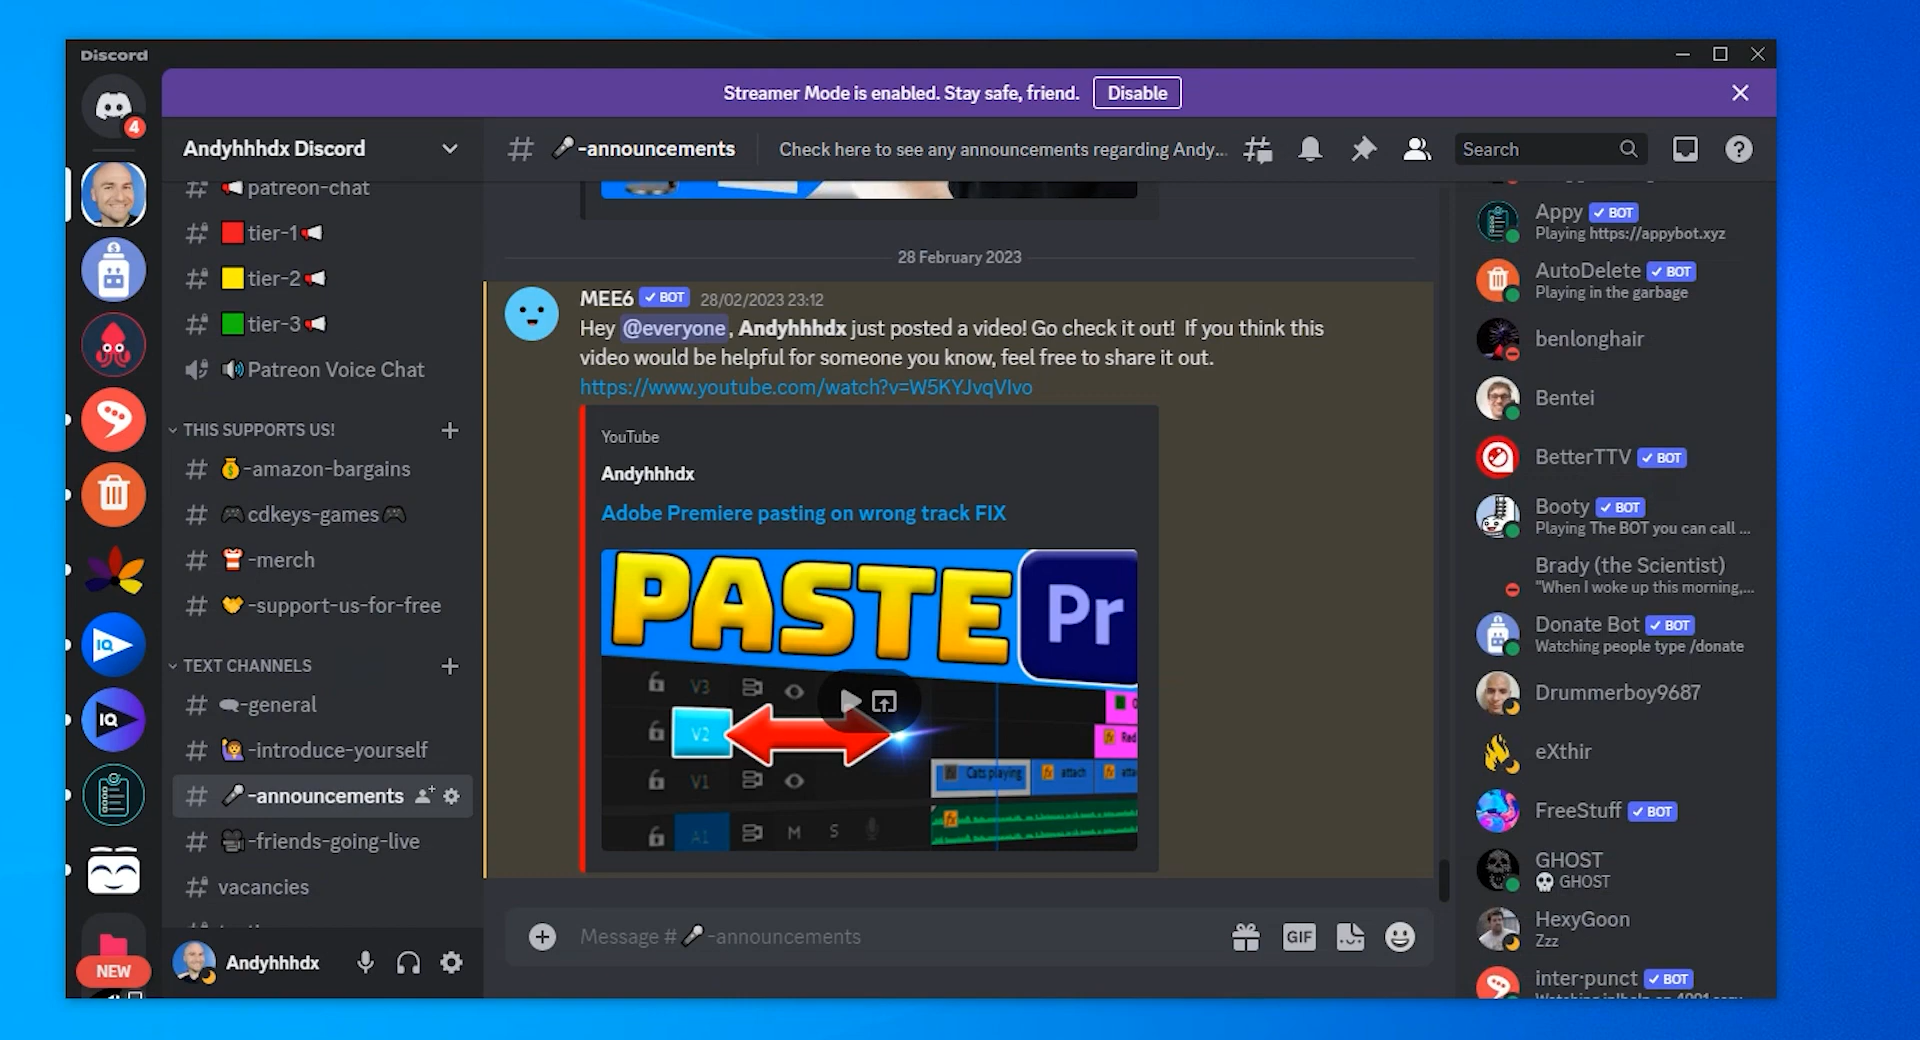 Discord
Streamer Mode is enabled. Stay safe, friend.
Disable
4
Andyhhhdx Discord
-announcements
Check here to see any announcements regarding Andy...
Search
patreon-chat
tier-1
tier-2
tier-3
Patreon Voice Chat
THIS SUPPORTS US!
-amazon-bargains
cdkeys-games
-merch
-support-us-for-free
TEXT CHANNELS
-general
-introduce-yourself
-announcements
-friends-going-live
vacancies
IQ
IQ
NEW
Andyhhhdx
28 February 2023
MEE6 BOT 28/02/2023 23:12
Hey @everyone, Andyhhhdx just posted a video! Go check it out! If you think this
video would be helpful for someone you know, feel free to share it out.
https://www.youtube.com/watch?v=W5KYJvqVIvo
YouTube
Andyhhhdx
Adobe Premiere pasting on wrong track FIX
PASTE Pr
V3
V2
Red
V1
Cats playing
attach
atta
A1 M S
Message # -announcements
GIF
Appy BOT
Playing https://appybot.xyz
AutoDelete BOT
Playing in the garbage
benlonghair
Bentei
BetterTTV BOT
Booty BOT
Playing The BOT you can call ...
Brady (the Scientist)
"When I woke up this morning,...
Donate Bot BOT
Watching people type /donate
Drummerboy9687
eXthir
FreeStuff BOT
GHOST
GHOST
HexyGoon
Zzz
inter-punct BOT